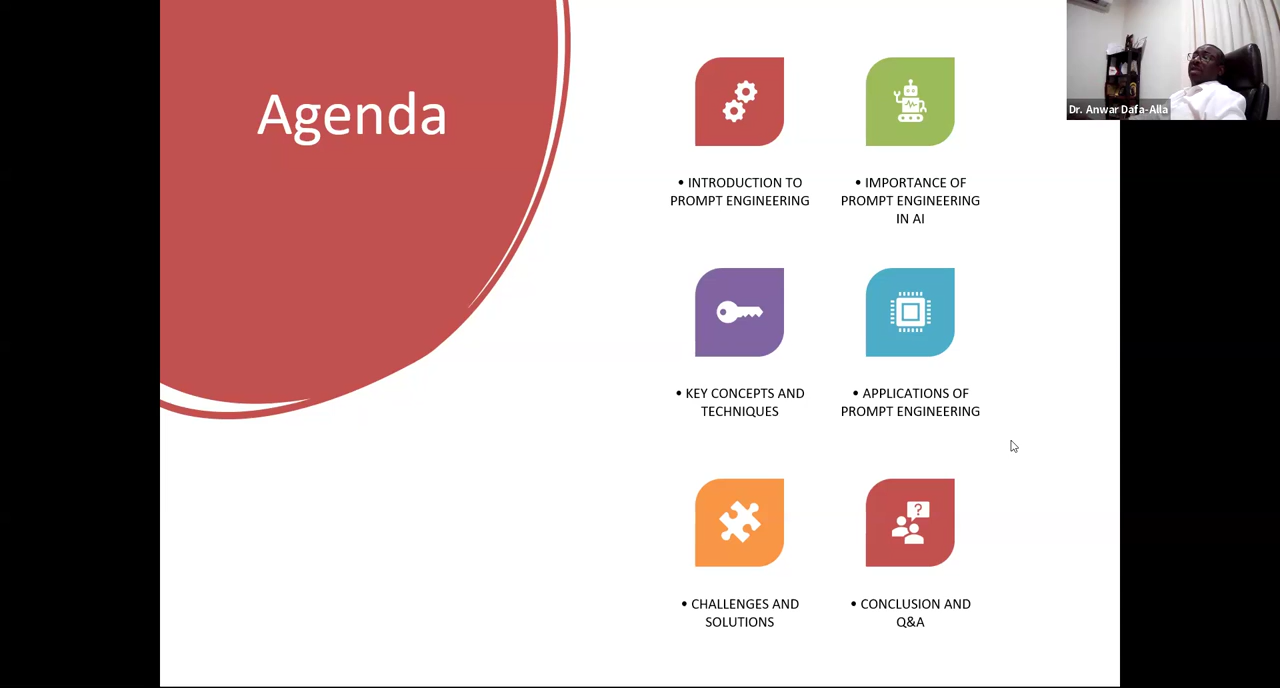 Agenda
• INTRODUCTION TO
PROMPT ENGINEERING
• IMPORTANCE OF
PROMPT ENGINEERING
IN AI
• KEY CONCEPTS AND
TECHNIQUES
• APPLICATIONS OF
PROMPT ENGINEERING
?
• CHALLENGES AND
SOLUTIONS
• CONCLUSION AND
Q&A
Dr. Anwar Dafa-Alla